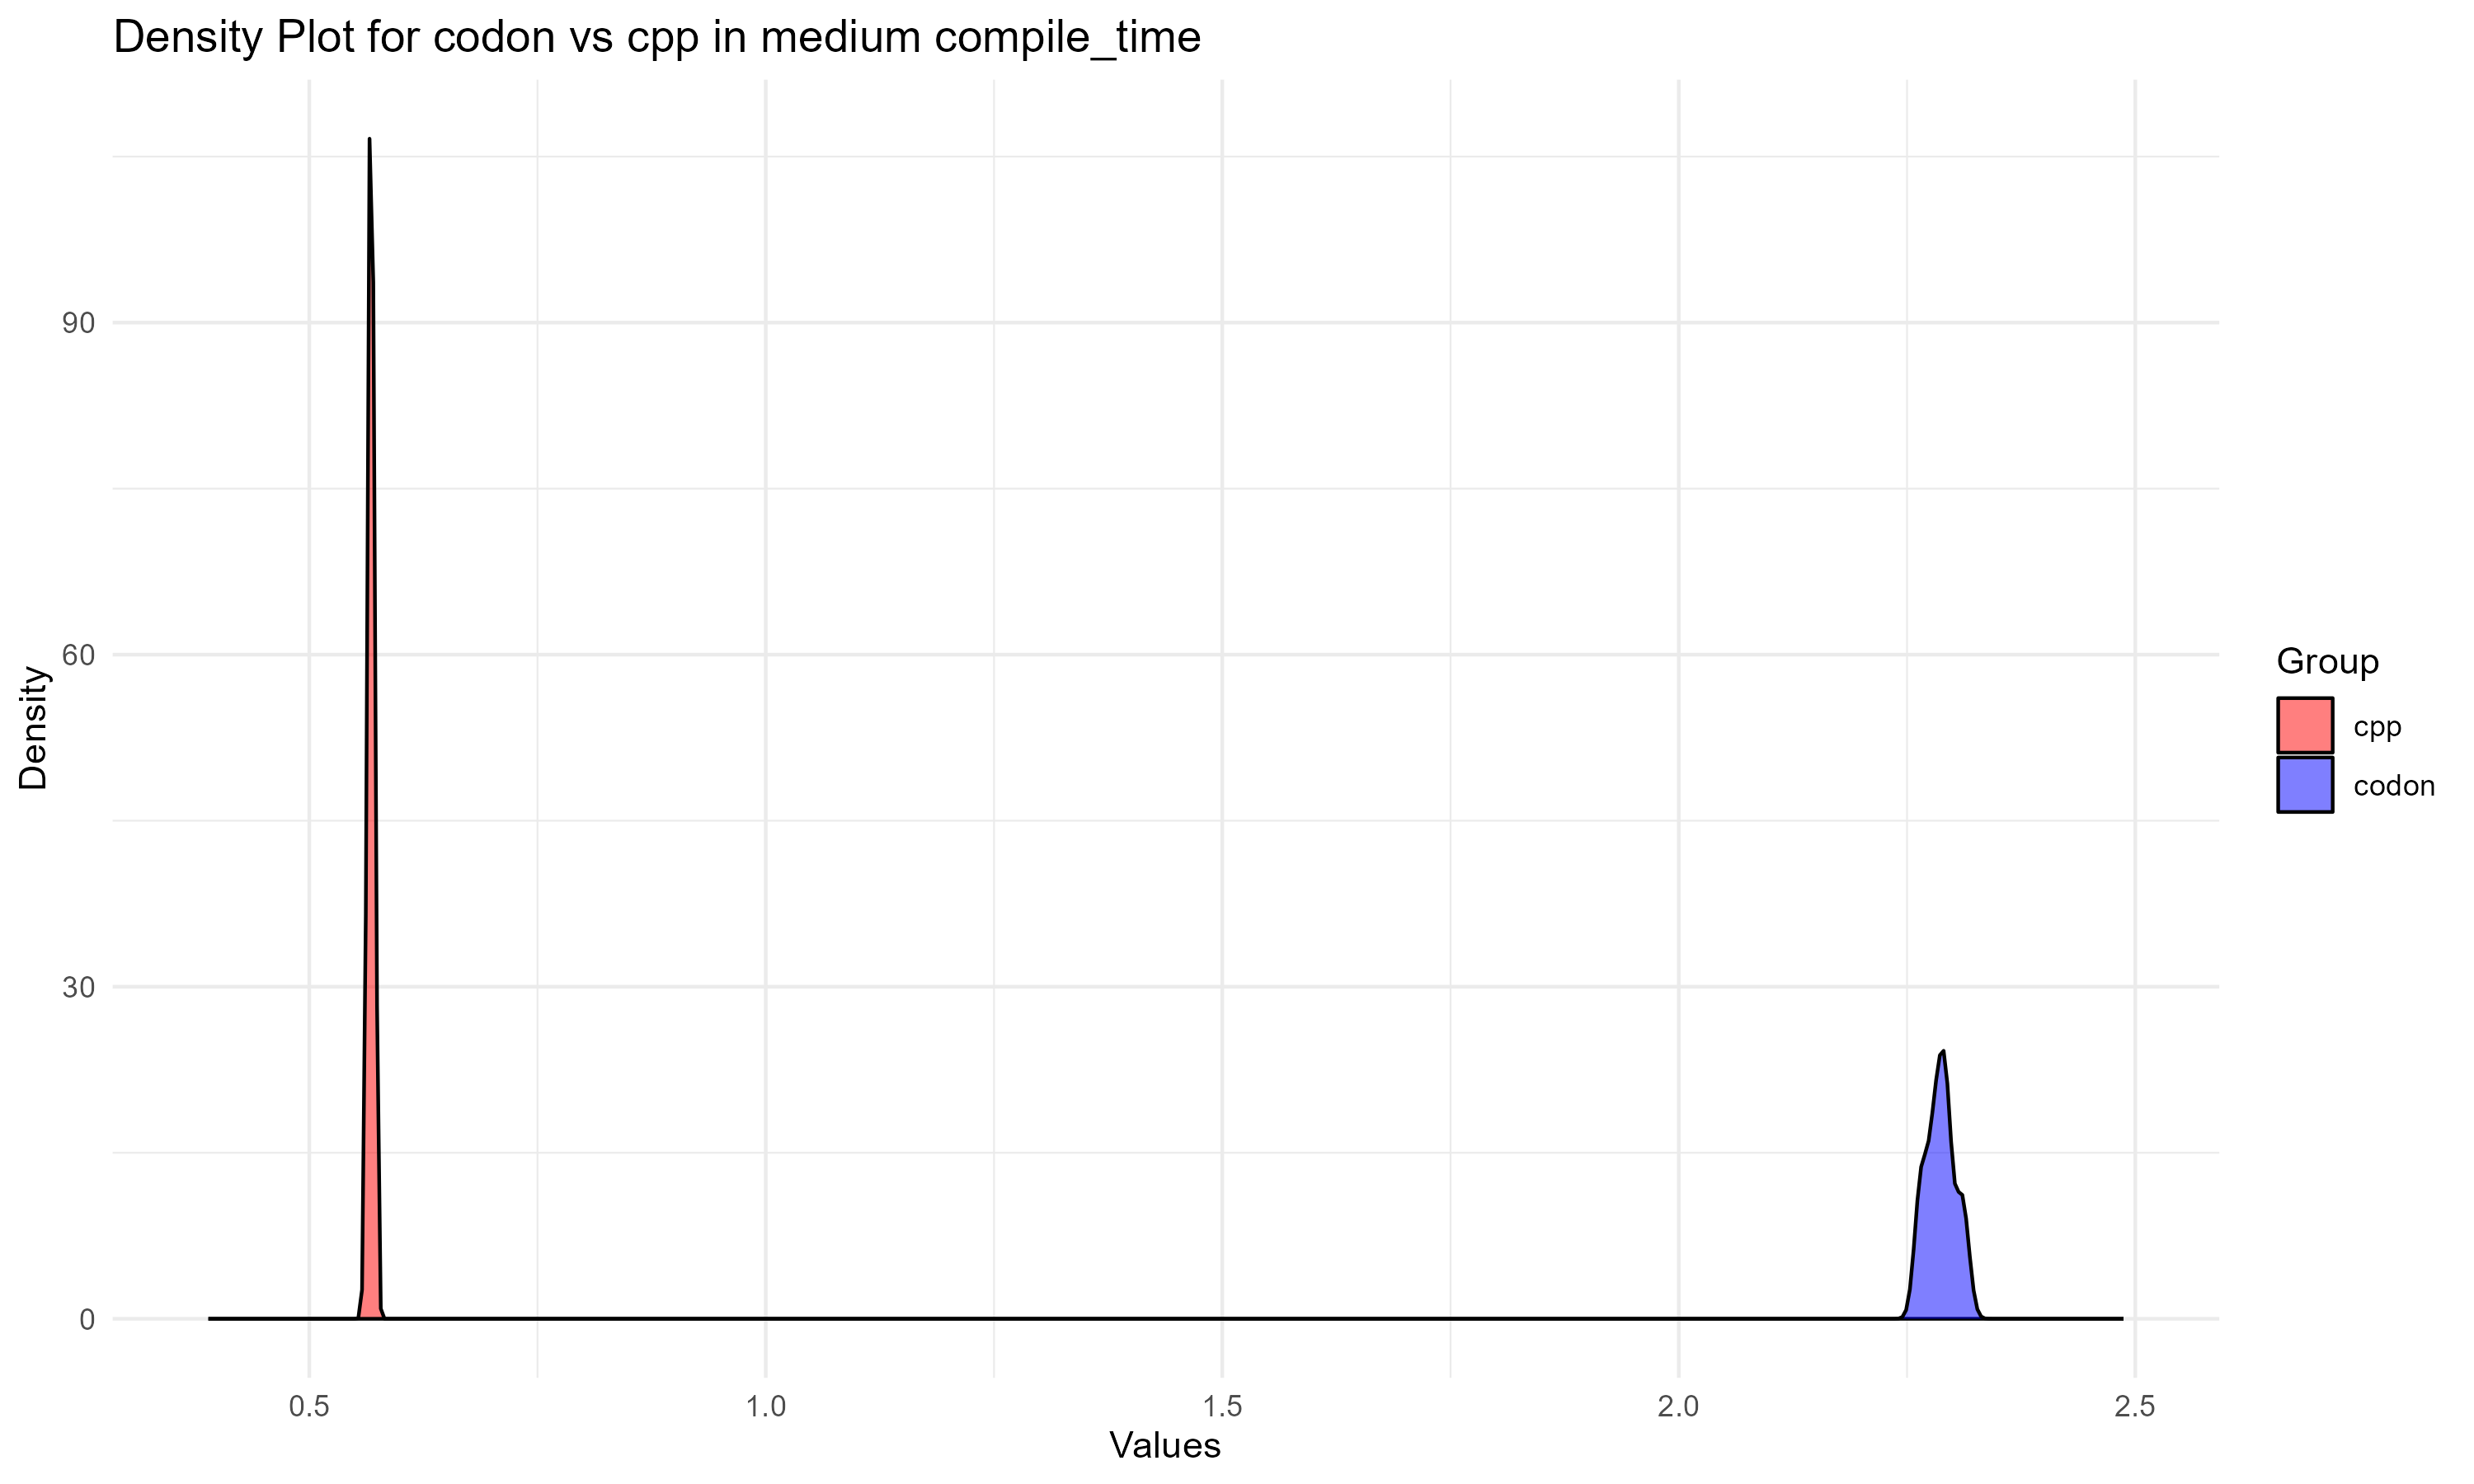 Density Plot for codon vs cpp in medium compile_time
Density
90
60
30
0
0.5 1.0 1.5 2.0 2.5
Values
Group
cpp
codon